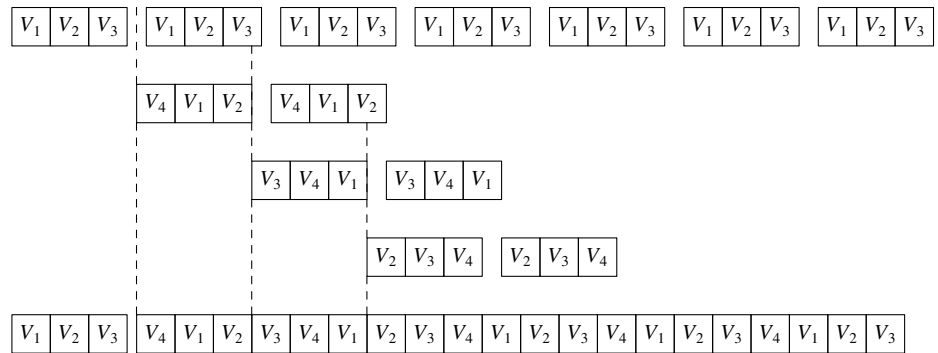 V₁ V₂ V₃ V₁ V₂ V₃ V₁ V₂ V₃ V₁ V₂ V₃ V₁ V₂ V₃ V₁ V₂ V₃ V₁ V₂ V₃
V₄ V₁ V₂ V₄ V₁ V₂
V₃ V₄ V₁ V₃ V₄ V₁
V₂ V₃ V₄ V₂ V₃ V₄
V₁ V₂ V₃ V₄ V₁ V₂ V₃ V₄ V₁ V₂ V₃ V₄ V₁ V₂ V₃ V₄ V₁ V₂ V₃ V₄ V₁ V₂ V₃